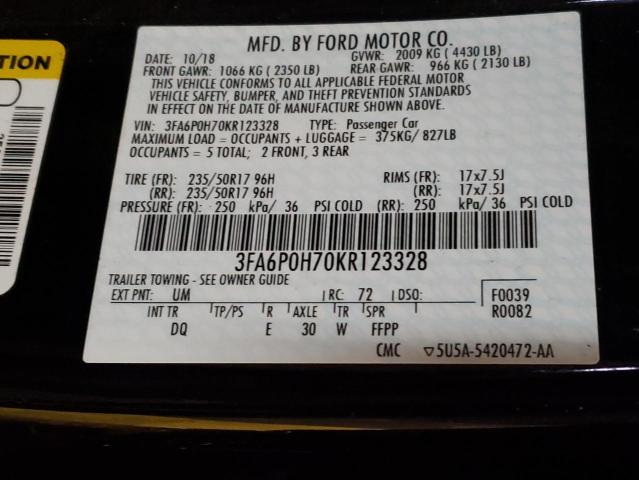 TION
MFD. BY FORD MOTOR CO.
DATE: 10/18 GVWR: 2009 KG ( 4430 LB)
FRONT GAWR: 1066 KG ( 2350 LB) REAR GAWR: 966 KG ( 2130 LB)
THIS VEHICLE CONFORMS TO ALL APPLICABLE FEDERAL MOTOR
VEHICLE SAFETY, BUMPER, AND THEFT PREVENTION STANDARDS
IN EFFECT ON THE DATE OF MANUFACTURE SHOWN ABOVE.
VIN: 3FA6P0H70KR123328 TYPE: Passenger Car
MAXIMUM LOAD = OCCUPANTS + LUGGAGE = 375KG/ 827LB
OCCUPANTS = 5 TOTAL; 2 FRONT, 3 REAR
TIRE (FR): 235/50R17 96H RIMS (FR): 17x7.5J
(RR): 235/50R17 96H (RR): 17x7.5J
PRESSURE (FR): 250 kPa/ 36 PSI COLD (RR): 250 kPa/ 36 PSI COLD
3FA6P0H70KR123328
TRAILER TOWING - SEE OWNER GUIDE
EXT PNT: UM RC: 72 DSO: F0039
INT TR TP/PS R AXLE TR SPR R0082
DQ E 30 W FFPP
CMC ▽5U5A-5420472-AA